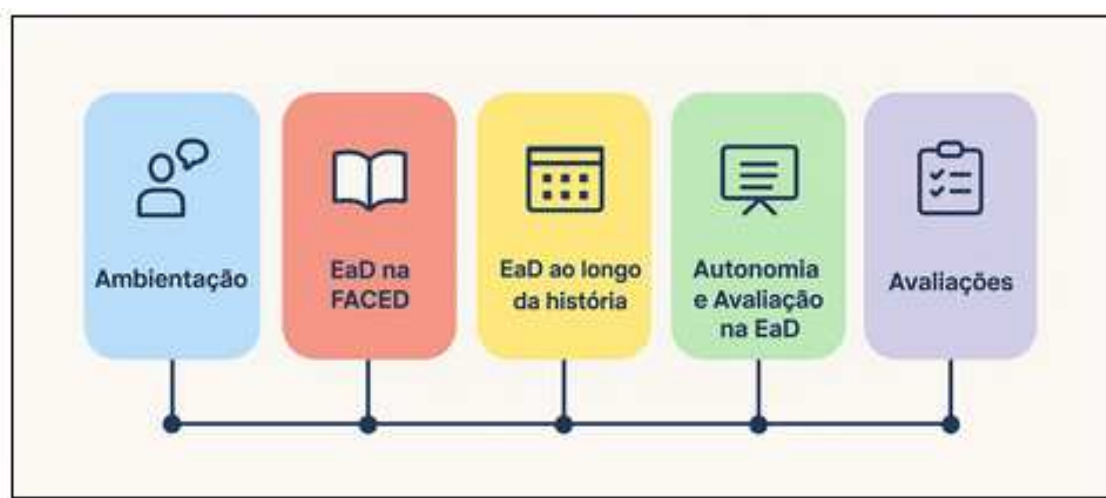 Ambientação
EaD na
FACED
EaD ao longo
da história
Autonomia
e Avaliação
na EaD
Avaliações